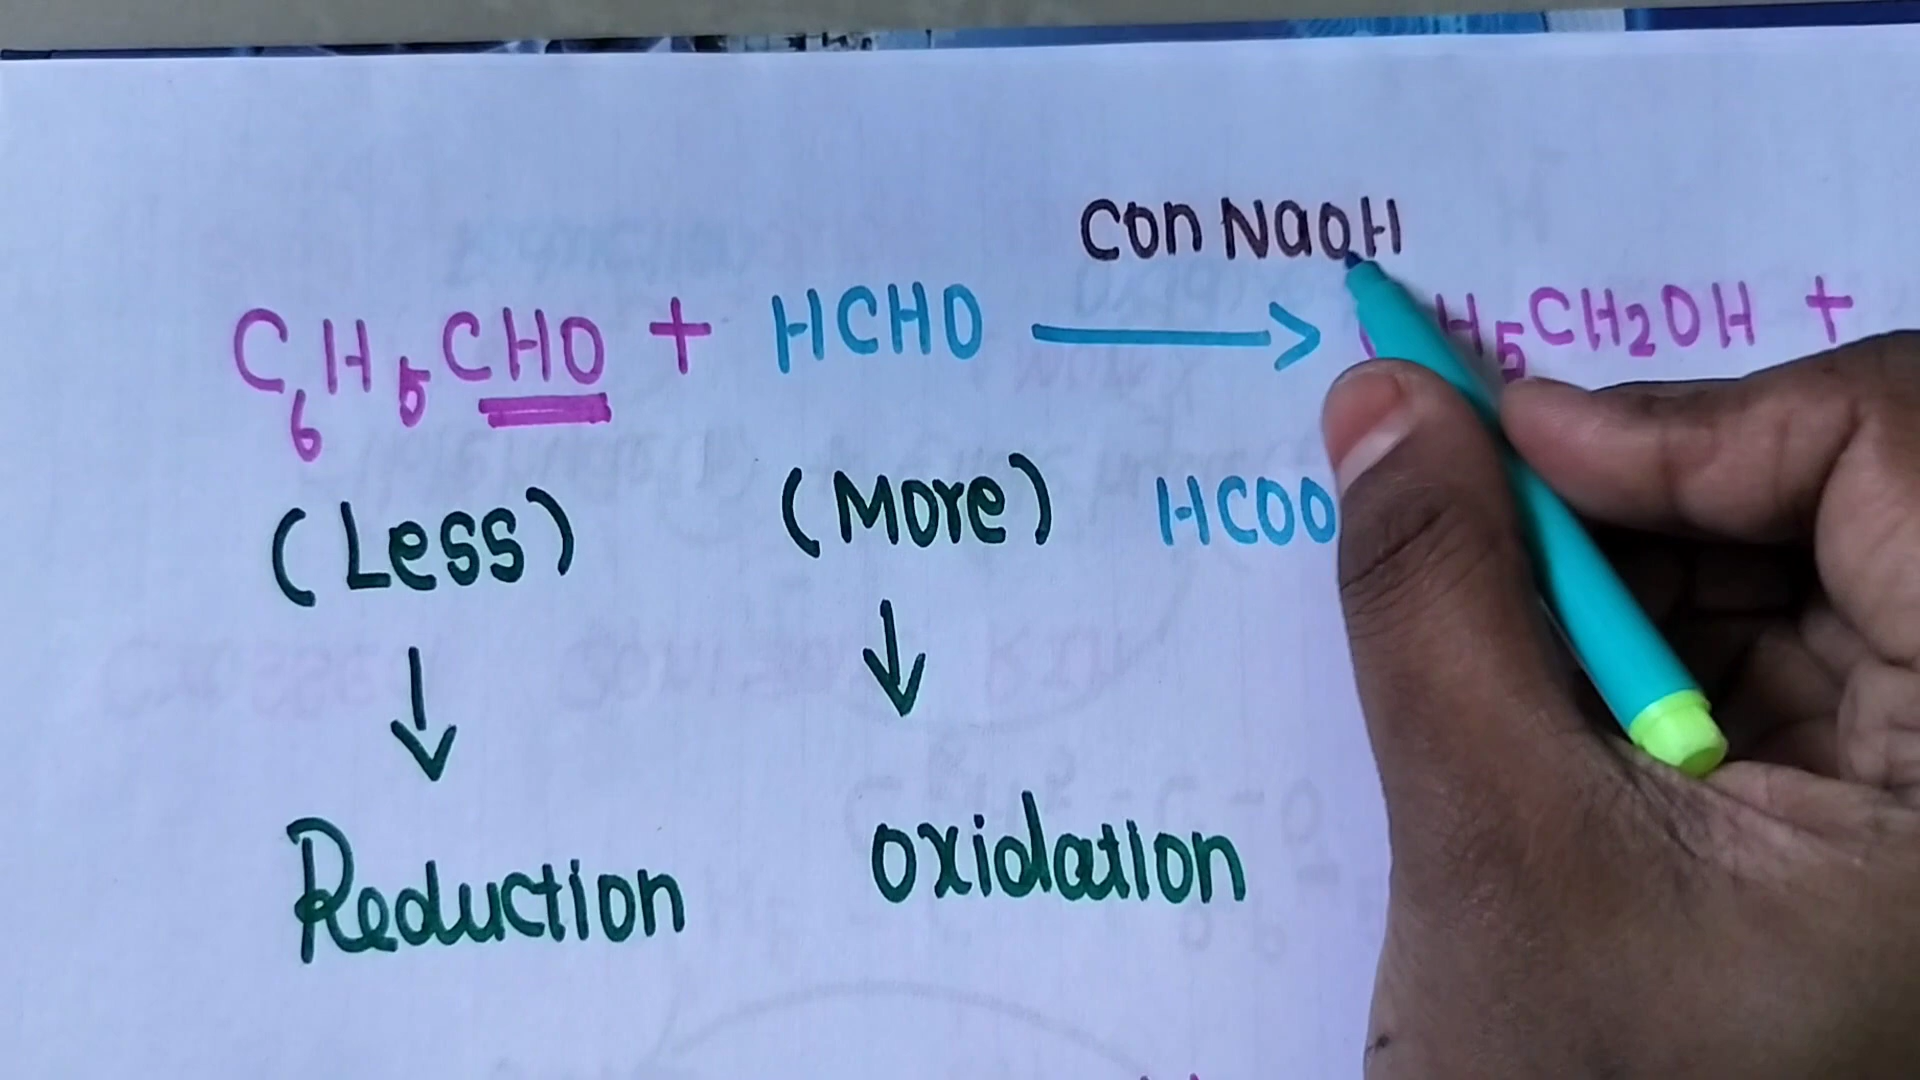 Con NaOH
C6H5CHO + HCHO → H5CH2OH +
(Less) (More) HCOO
↓ ↓
Reduction oxidation